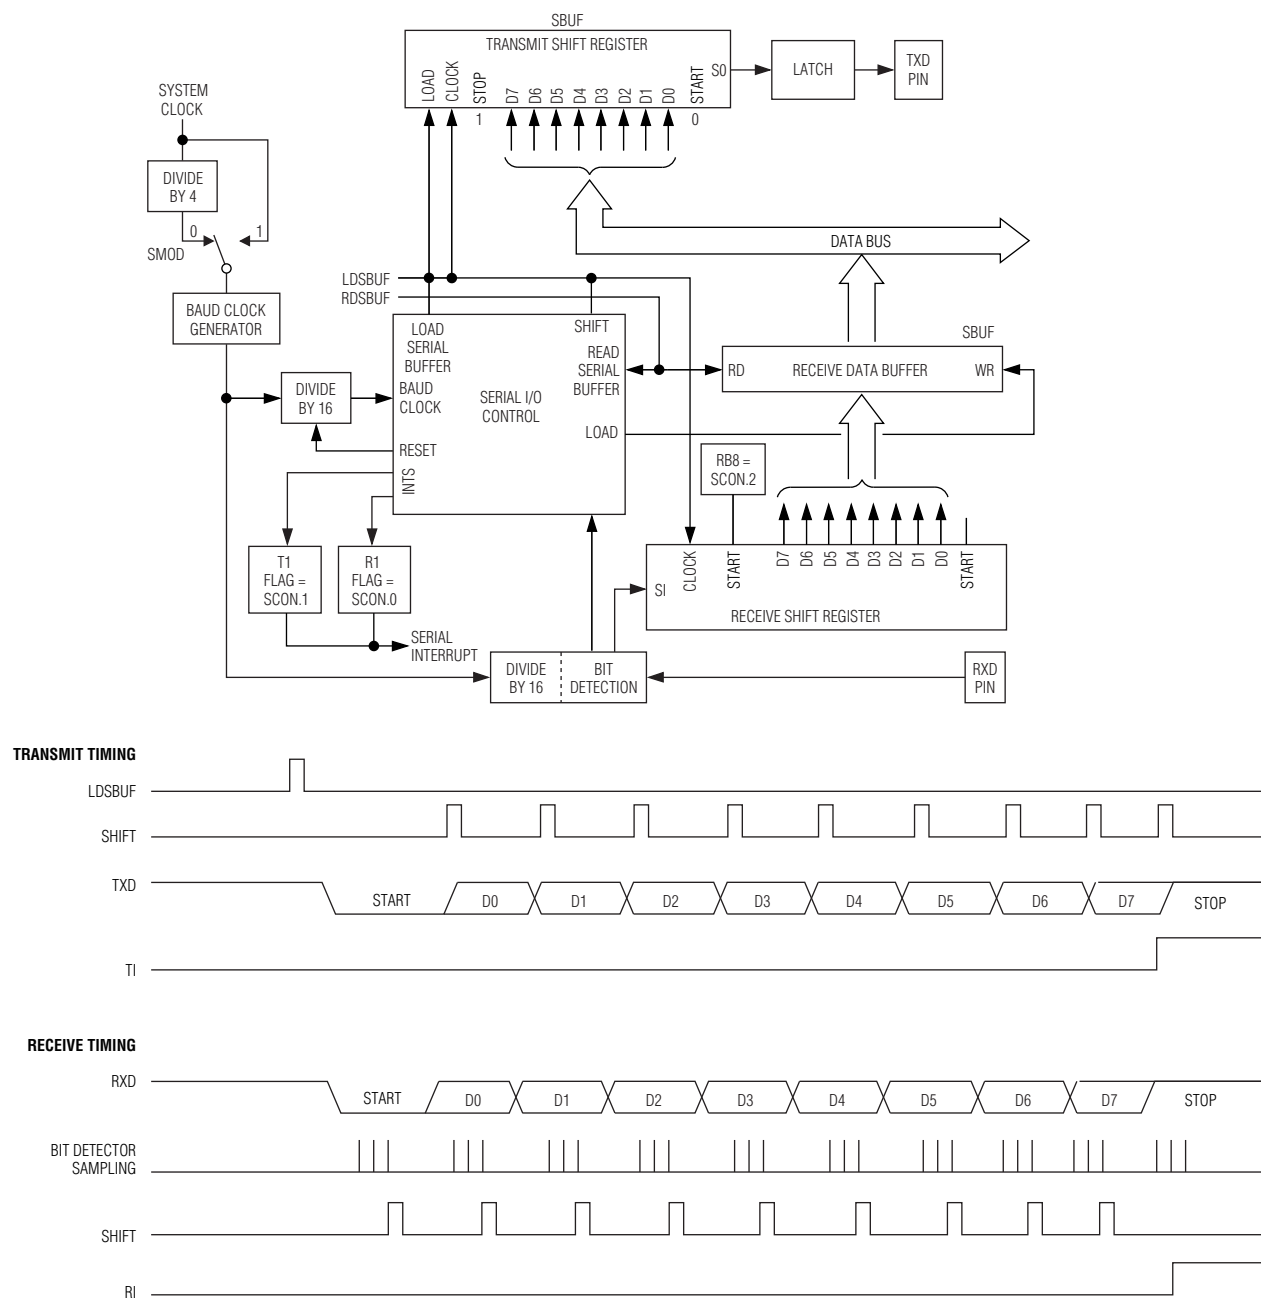 SBUF
TRANSMIT SHIFT REGISTER
LOAD
CLOCK
STOP
D7
D6
D5
D4
D3
D2
D1
D0
START
S0
1
0
LATCH
TXD
PIN
SYSTEM
CLOCK
DIVIDE
BY 4
0
1
SMOD
BAUD CLOCK
GENERATOR
DATA BUS
LDSBUF
RDSBUF
LOAD
SERIAL
BUFFER
SHIFT
READ
SERIAL
BUFFER
BAUD
CLOCK
SERIAL I/O
CONTROL
LOAD
RESET
INTS
DIVIDE
BY 16
SBUF
RD
RECEIVE DATA BUFFER
WR
RB8 =
SCON.2
T1
FLAG =
SCON.1
R1
FLAG =
SCON.0
SERIAL
INTERRUPT
SI
CLOCK
START
D7
D6
D5
D4
D3
D2
D1
D0
START
RECEIVE SHIFT REGISTER
DIVIDE
BY 16
BIT
DETECTION
RXD
PIN
TRANSMIT TIMING
LDSBUF
SHIFT
TXD
START
D0
D1
D2
D3
D4
D5
D6
D7
STOP
TI
RECEIVE TIMING
RXD
START
D0
D1
D2
D3
D4
D5
D6
D7
STOP
BIT DETECTOR
SAMPLING
SHIFT
RI